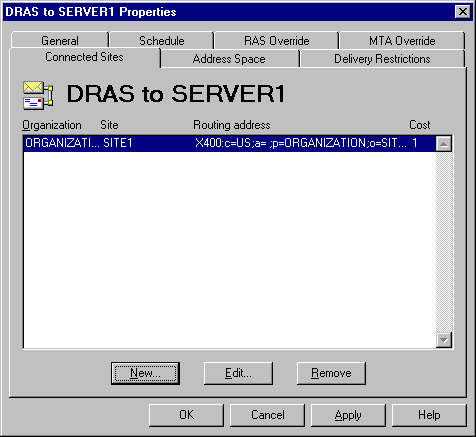 DRAS to SERVER1 Properties
General Schedule RAS Override MTA Override
Connected Sites Address Space Delivery Restrictions
DRAS to SERVER1
Organization Site Routing address Cost
ORGANIZATI... SITE1 X400:c=US;a= ;p=ORGANIZATION;o=SIT... 1
New... Edit... Remove
OK Cancel Apply Help